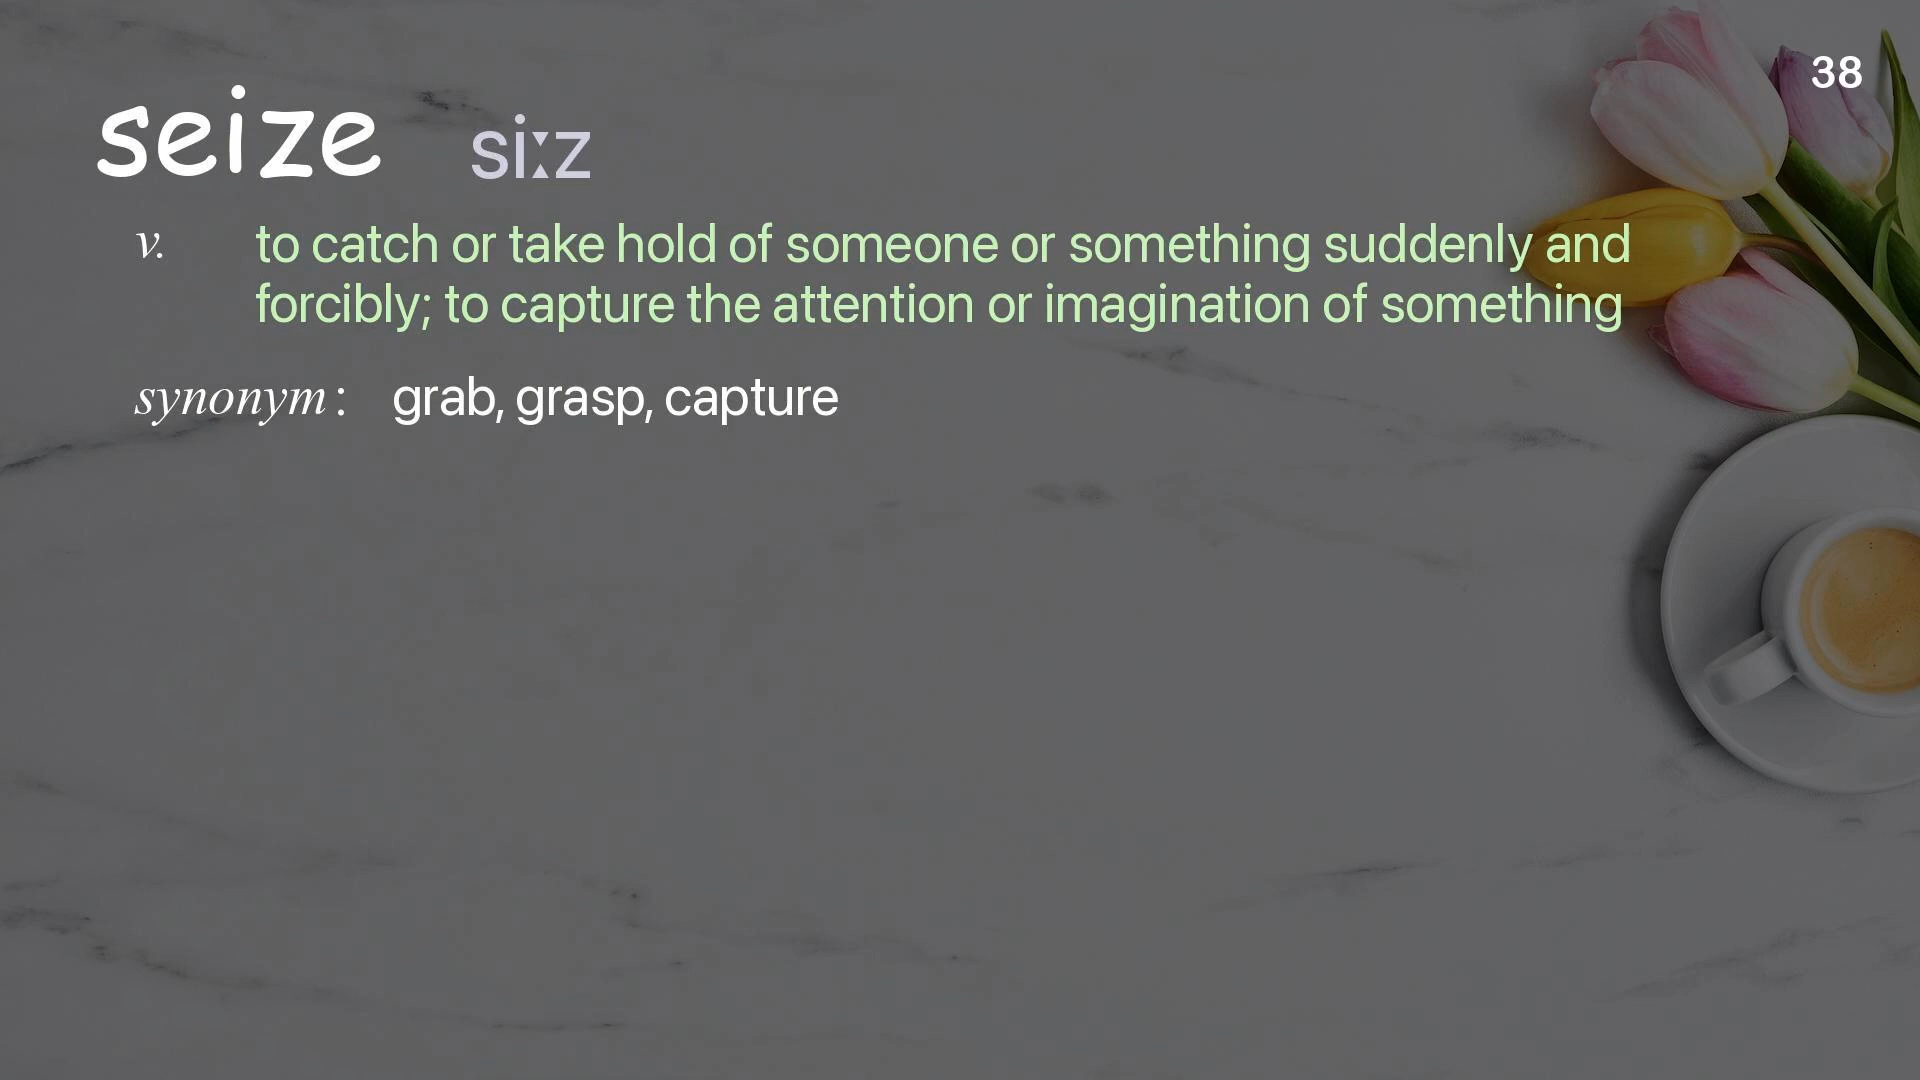 38
seize siːz
v. to catch or take hold of someone or something suddenly and
forcibly; to capture the attention or imagination of something
synonym : grab, grasp, capture